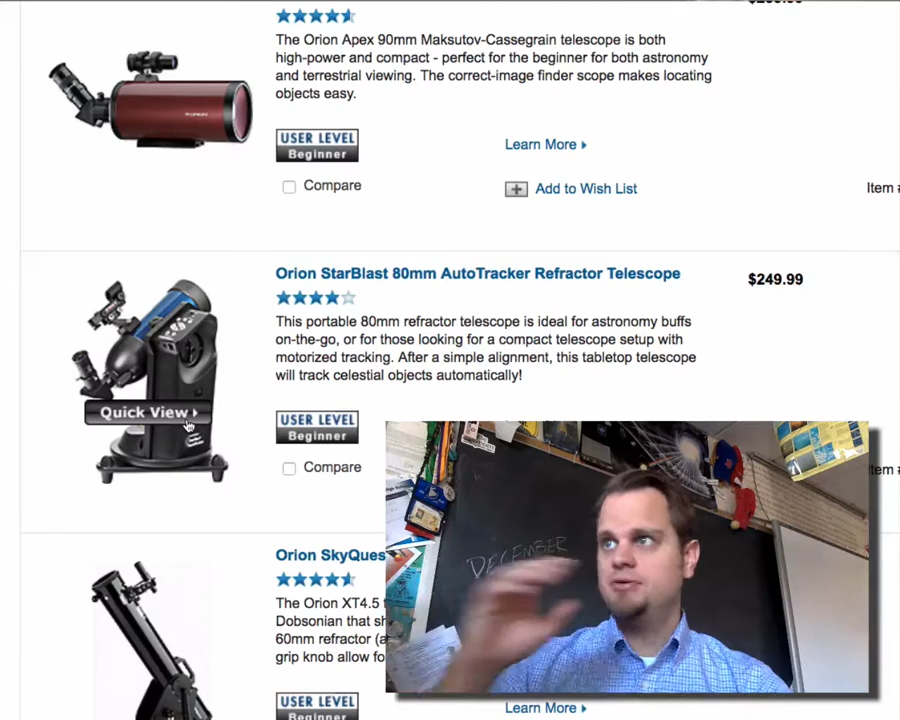 The Orion Apex 90mm Maksutov-Cassegrain telescope is both
high-power and compact - perfect for the beginner for both astronomy
and terrestrial viewing. The correct-image finder scope makes locating
objects easy.
USER LEVEL
Beginner
Learn More
Compare
Add to Wish List
Item #
Orion StarBlast 80mm AutoTracker Refractor Telescope
$249.99
This portable 80mm refractor telescope is ideal for astronomy buffs
on-the-go, or for those looking for a compact telescope setup with
motorized tracking. After a simple alignment, this tabletop telescope
will track celestial objects automatically!
Quick View
USER LEVEL
Beginner
Compare
tem #
DECEMBER
Orion SkyQues
The Orion XT4.5
Dobsonian that sh
60mm refractor (a
grip knob allow fo
USER LEVEL
Beginner
Learn More